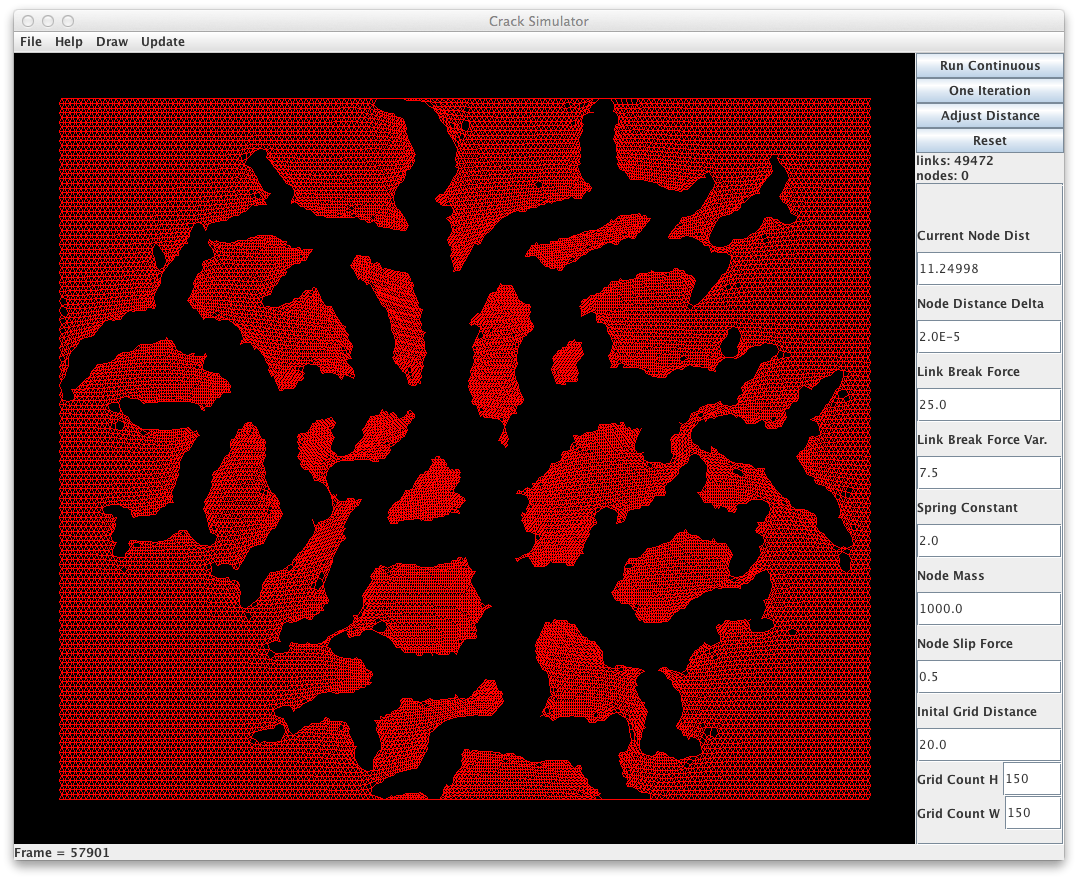 Crack Simulator
File Help Draw Update
Run Continuous
One Iteration
Adjust Distance
Reset
links: 49472
nodes: 0
Current Node Dist
11.24998
Node Distance Delta
2.0E-5
Link Break Force
25.0
Link Break Force Var.
7.5
Spring Constant
2.0
Node Mass
1000.0
Node Slip Force
0.5
Inital Grid Distance
20.0
Grid Count H 150
Grid Count W 150
Frame = 57901